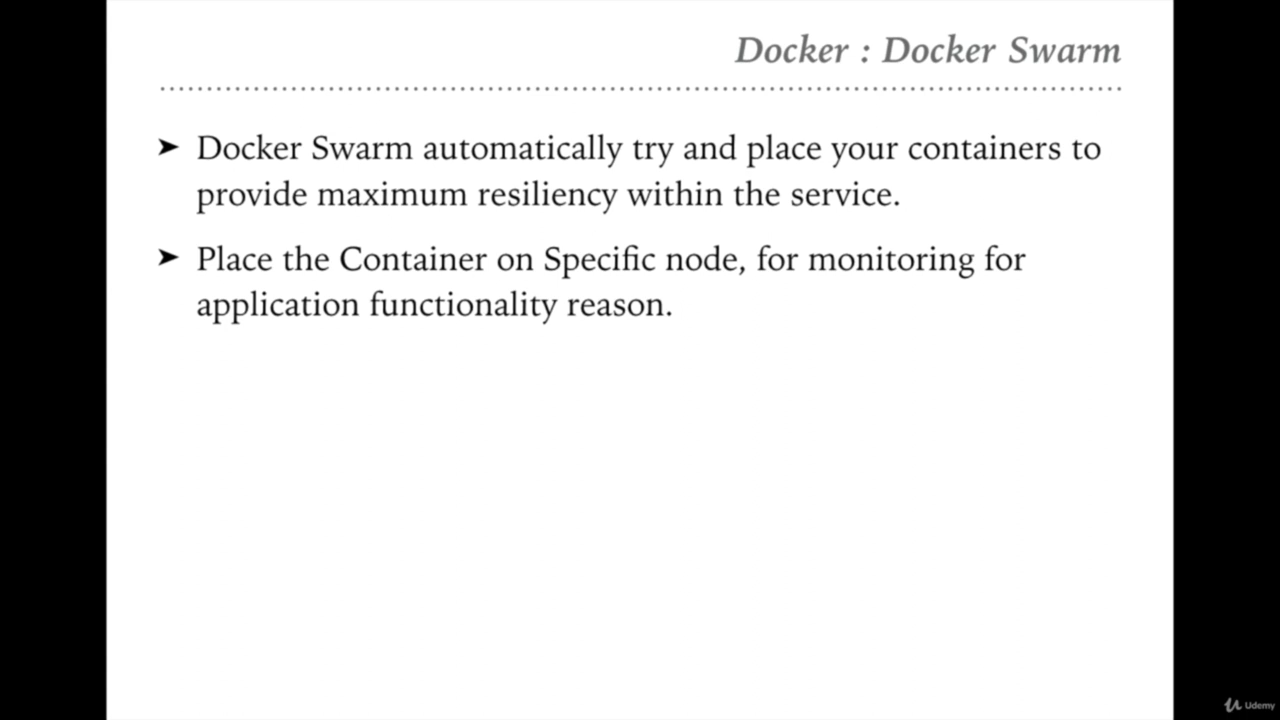 Docker : Docker Swarm
➤ Docker Swarm automatically try and place your containers to
provide maximum resiliency within the service.
➤ Place the Container on Specific node, for monitoring for
application functionality reason.
Udemy